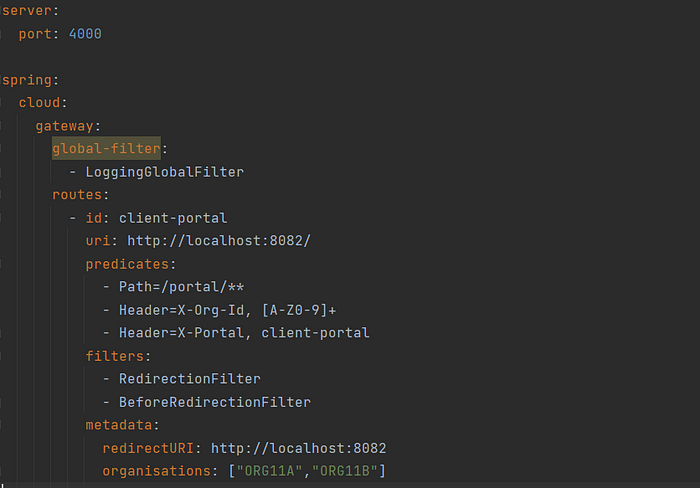 server:
  port: 4000

spring:
  cloud:
    gateway:
      global-filter:
        - LoggingGlobalFilter
      routes:
        - id: client-portal
          uri: http://localhost:8082/
          predicates:
            - Path=/portal/**
            - Header=X-Org-Id, [A-Z0-9]+
            - Header=X-Portal, client-portal
          filters:
            - RedirectionFilter
            - BeforeRedirectionFilter
          metadata:
            redirectURI: http://localhost:8082
            organisations: ["ORG11A","ORG11B"]